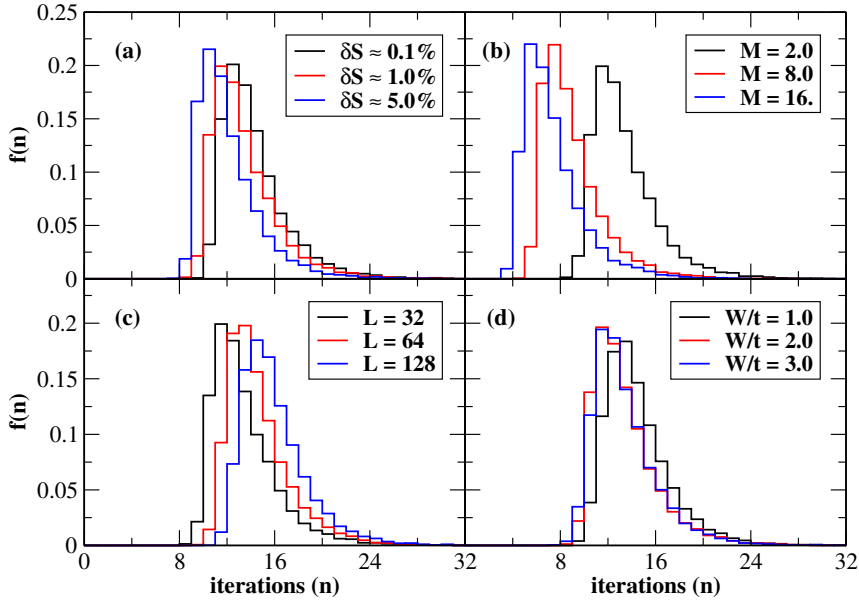 0.25
0.2
0.15
0.1
0.05
0
f(n)
(a)
δS ≈ 0.1%
δS ≈ 1.0%
δS ≈ 5.0%
(b)
M = 2.0
M = 8.0
M = 16.
0.2
0.15
0.1
0.05
0
f(n)
(c)
L = 32
L = 64
L = 128
(d)
W/t = 1.0
W/t = 2.0
W/t = 3.0
0 8 16 24 32 8 16 24 32
iterations (n) iterations (n)